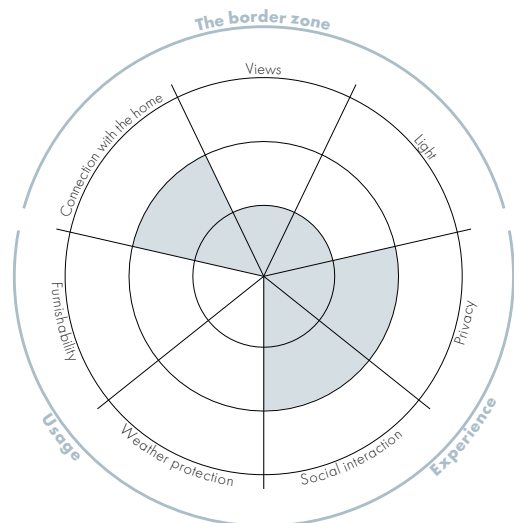 The border zone
Views
Connection with the home
Light
Furnishability
Privacy
Usage
Weather protection
Social interaction
Experience